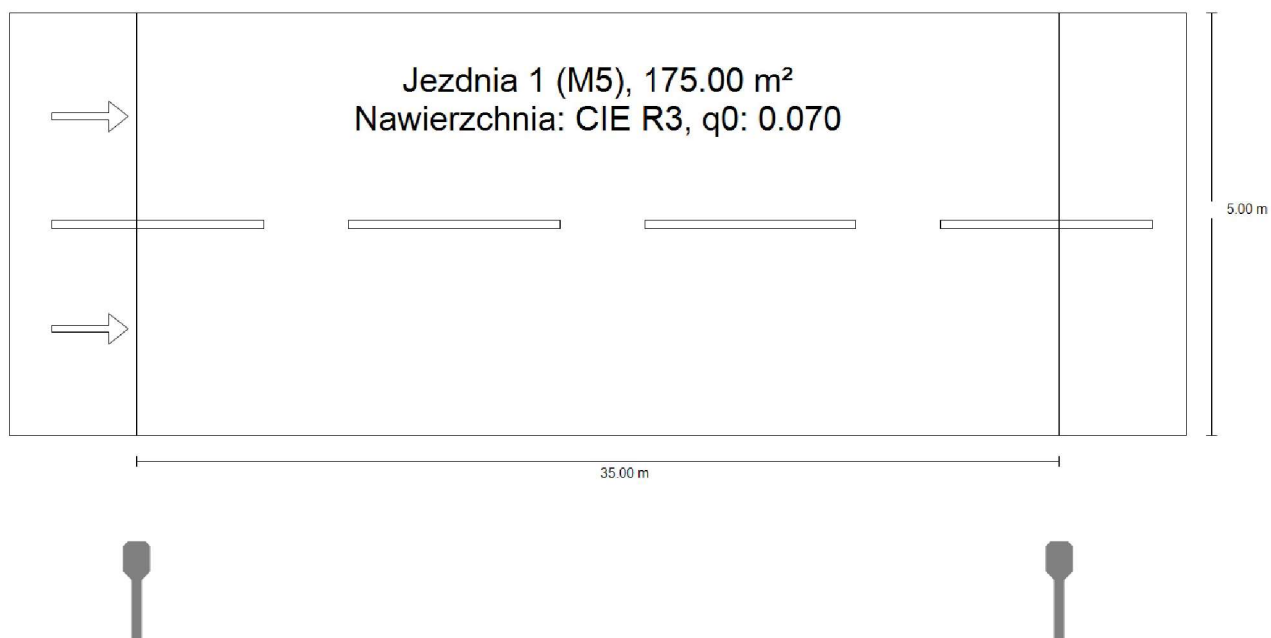 Jezdnia 1 (M5), 175.00 m²
Nawierzchnia: CIE R3, q0: 0.070
5.00 m
35.00 m